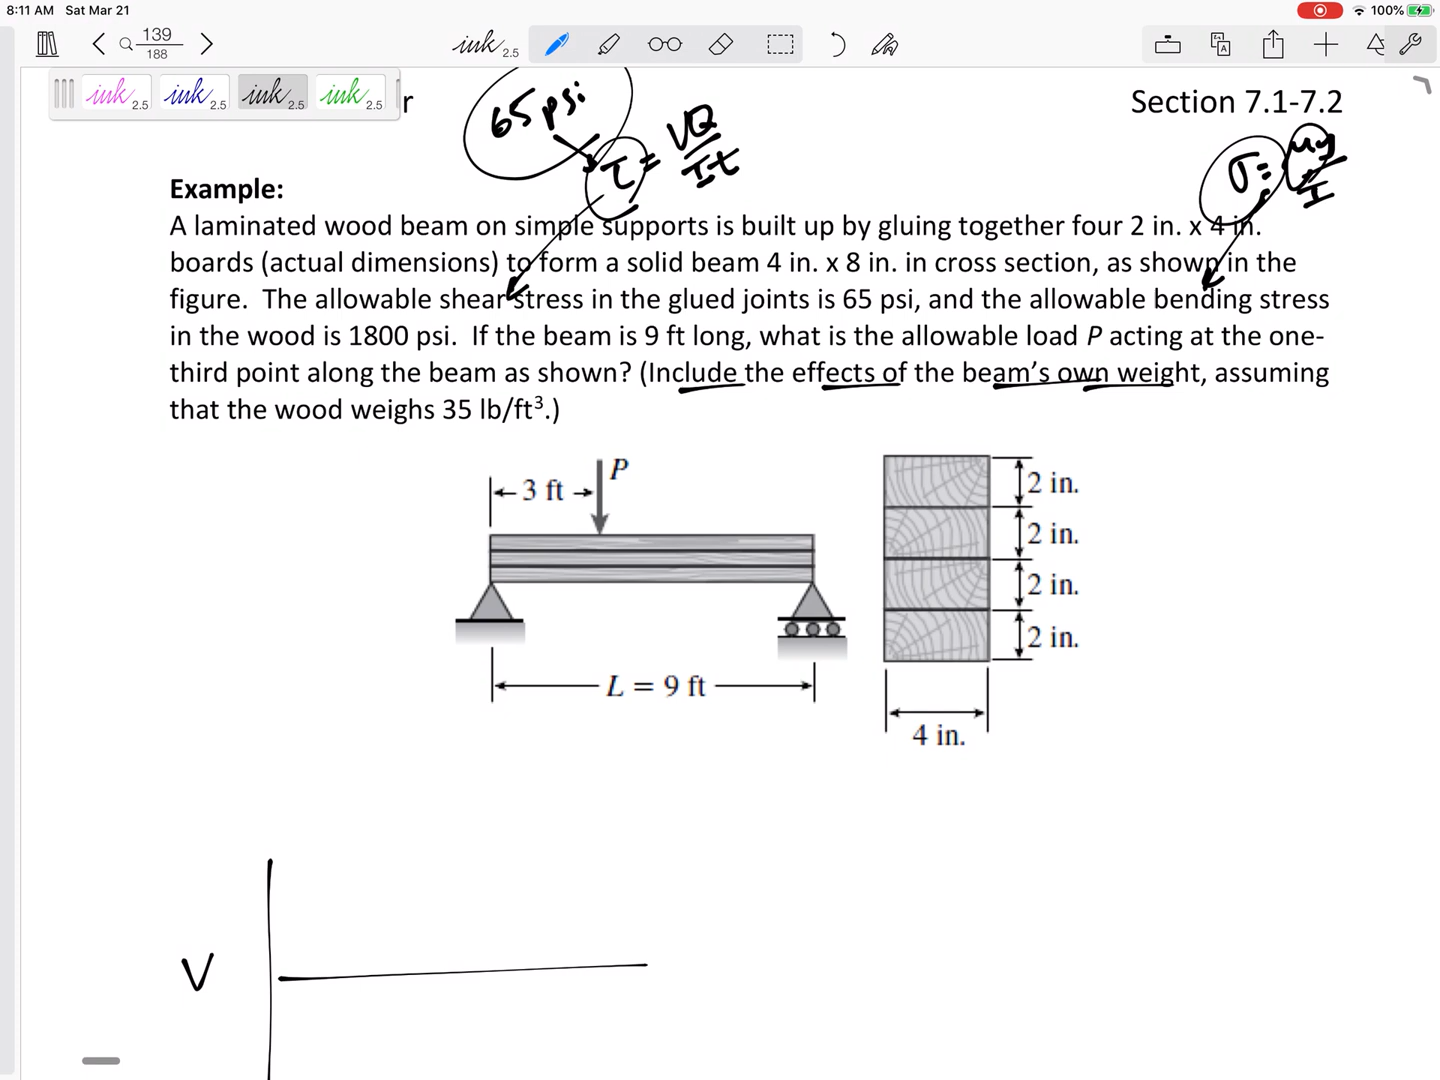 8:11 AM Sat Mar 21
100%
139
188
ink 2.5
ink 2.5 ink 2.5 ink 2.5 ink 2.5
r
Section 7.1-7.2
65 psi
τ = VQ/It
σ = My/I
Example:
A laminated wood beam on simple supports is built up by gluing together four 2 in. x 4 in.
boards (actual dimensions) to form a solid beam 4 in. x 8 in. in cross section, as shown in the
figure. The allowable shear stress in the glued joints is 65 psi, and the allowable bending stress
in the wood is 1800 psi. If the beam is 9 ft long, what is the allowable load P acting at the one-
third point along the beam as shown? (Include the effects of the beam's own weight, assuming
that the wood weighs 35 lb/ft³.)
P
3 ft
2 in.
2 in.
2 in.
2 in.
L = 9 ft
4 in.
V